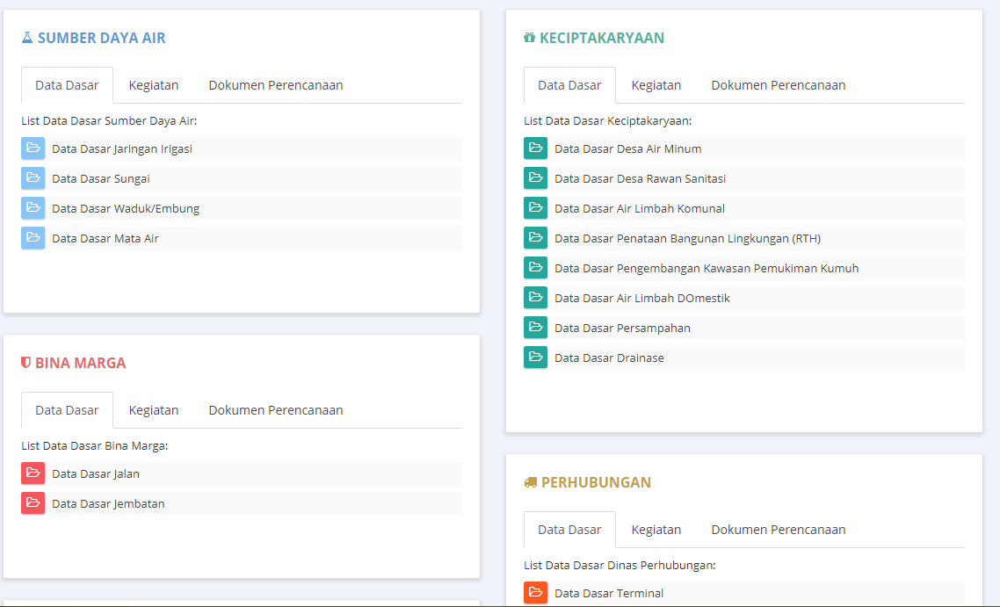 SUMBER DAYA AIR
Data Dasar Kegiatan Dokumen Perencanaan
List Data Dasar Sumber Daya Air:
Data Dasar Jaringan Irigasi
Data Dasar Sungai
Data Dasar Waduk/Embung
Data Dasar Mata Air
BINA MARGA
Data Dasar Kegiatan Dokumen Perencanaan
List Data Dasar Bina Marga:
Data Dasar Jalan
Data Dasar Jembatan
KECIPTAKARYAAN
Data Dasar Kegiatan Dokumen Perencanaan
List Data Dasar Keciptakaryaan:
Data Dasar Desa Air Minum
Data Dasar Desa Rawan Sanitasi
Data Dasar Air Limbah Komunal
Data Dasar Penataan Bangunan Lingkungan (RTH)
Data Dasar Pengembangan Kawasan Pemukiman Kumuh
Data Dasar Air Limbah DOmestik
Data Dasar Persampahan
Data Dasar Drainase
PERHUBUNGAN
Data Dasar Kegiatan Dokumen Perencanaan
List Data Dasar Dinas Perhubungan:
Data Dasar Terminal